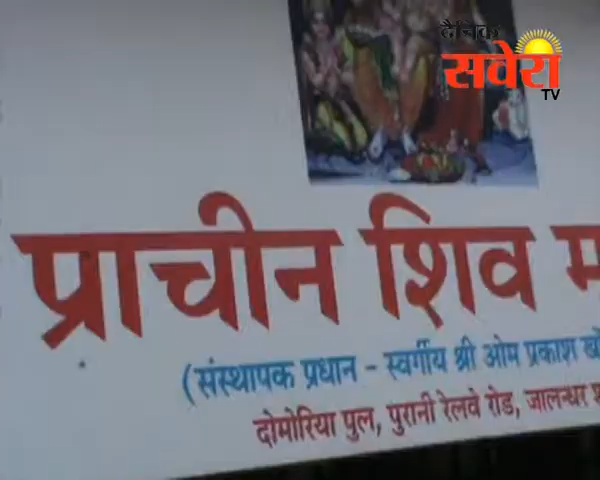 दैनिक
सवेरा
TV
प्राचीन शिव
(संस्थापक प्रधान - स्वर्गीय श्री ओम प्रकाश
दोमोरिया पुल, पुरानी रेलवे रोड, जालन्धर